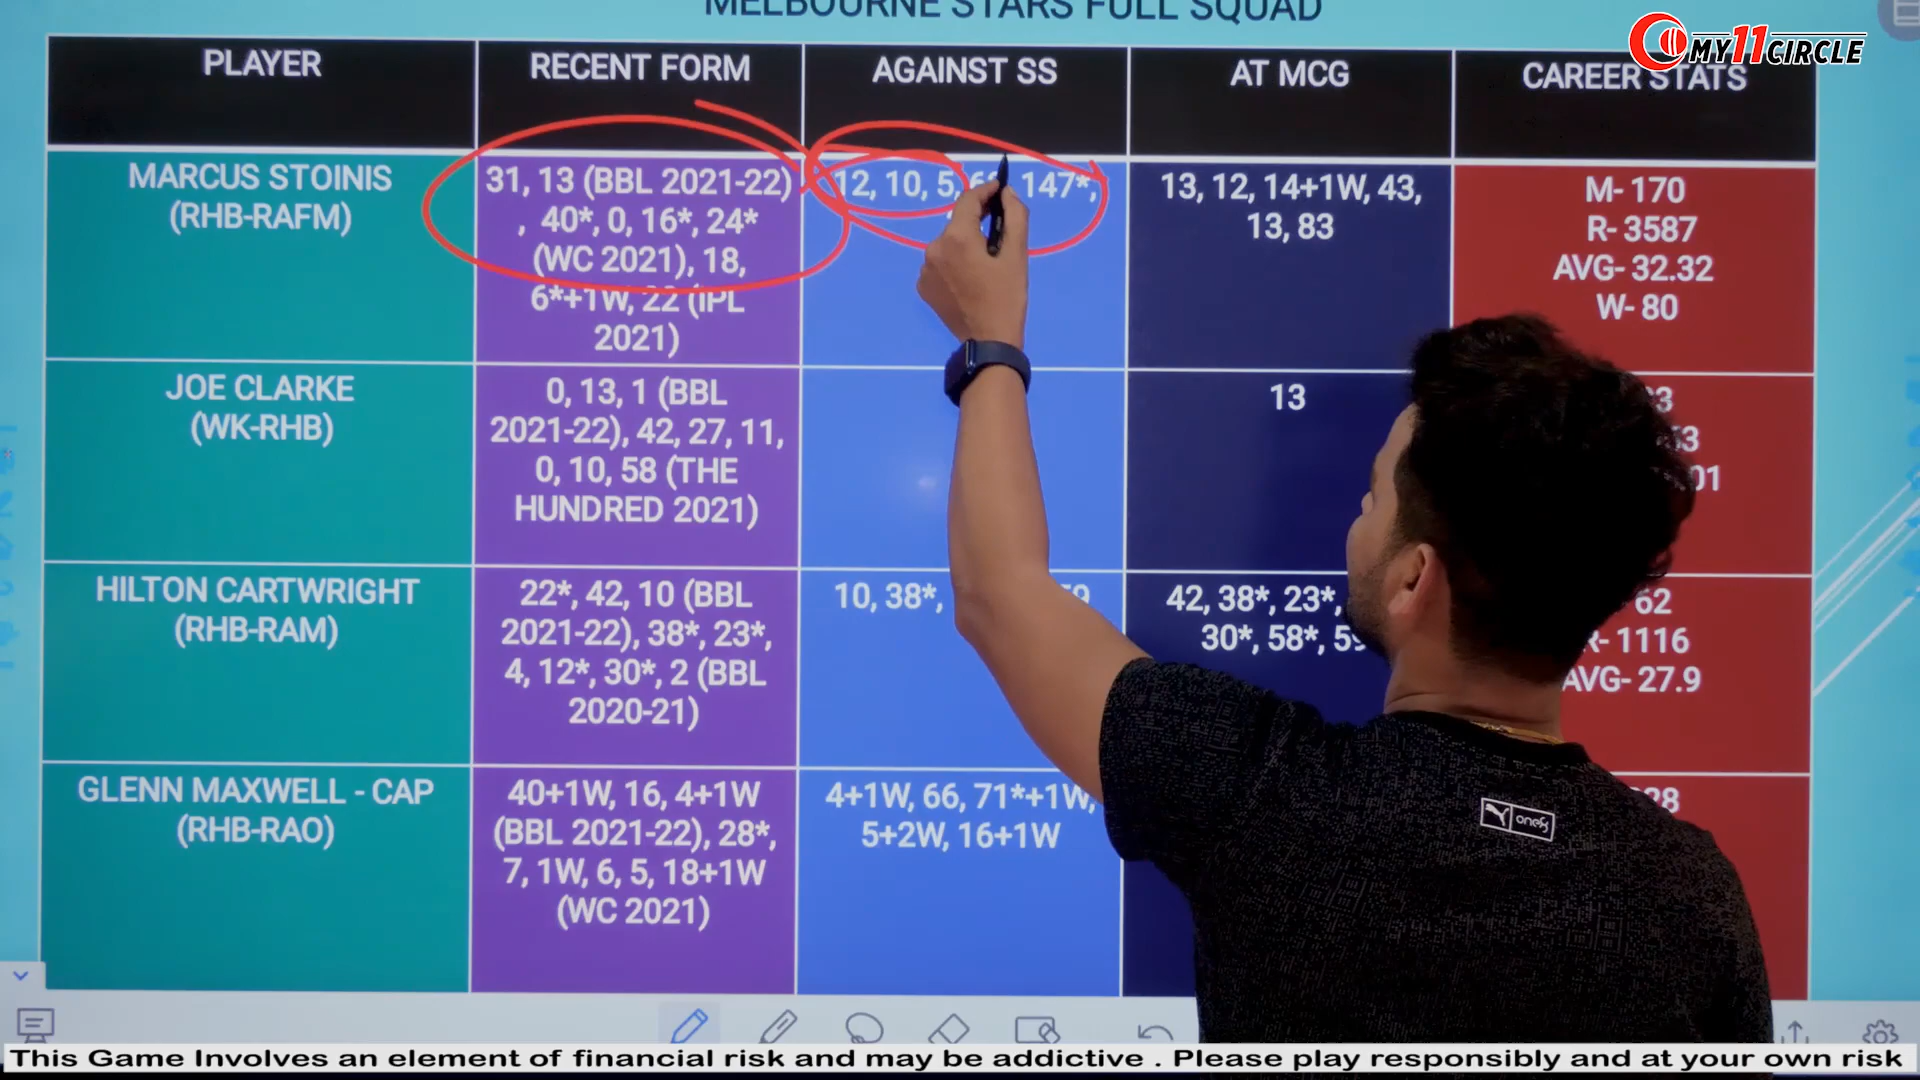 MELBOURNE STARS FULL SQUAD
MY11CIRCLE
PLAYER
RECENT FORM
AGAINST SS
AT MCG
CAREER STATS
MARCUS STOINIS
(RHB-RAFM)
31, 13 (BBL 2021-22)
, 40*, 0, 16*, 24*
(WC 2021), 18,
6*+1W, 22 (IPL
2021)
12, 10, 5, 147*,
13, 12, 14+1W, 43,
13, 83
M- 170
R- 3587
AVG- 32.32
W- 80
JOE CLARKE
(WK-RHB)
0, 13, 1 (BBL
2021-22), 42, 27, 11,
0, 10, 58 (THE
HUNDRED 2021)
13
HILTON CARTWRIGHT
(RHB-RAM)
22*, 42, 10 (BBL
2021-22), 38*, 23*,
4, 12*, 30*, 2 (BBL
2020-21)
10, 38*,
42, 38*, 23*,
30*, 58*,
62
R- 1116
AVG- 27.9
GLENN MAXWELL - CAP
(RHB-RAO)
40+1W, 16, 4+1W
(BBL 2021-22), 28*,
7, 1W, 6, 5, 18+1W
(WC 2021)
4+1W, 66, 71*+1W,
5+2W, 16+1W
one8
This Game Involves an element of financial risk and may be addictive . Please play responsibly and at your own risk